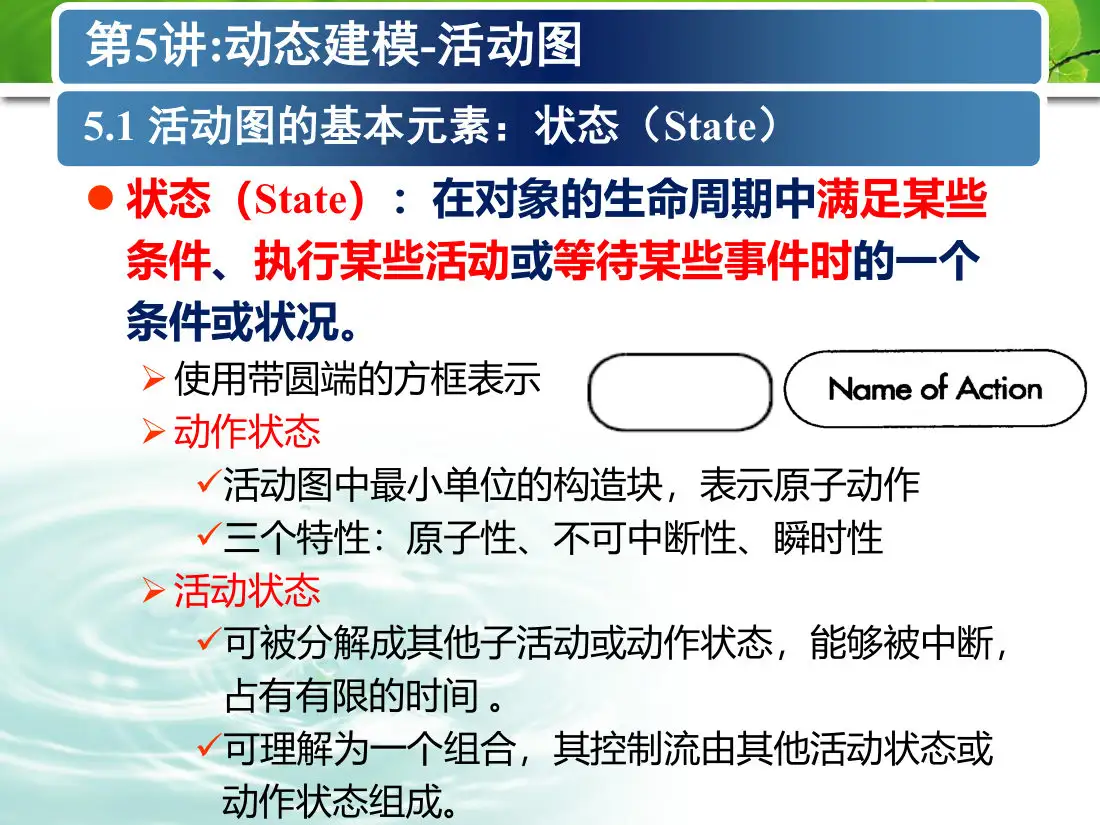 第5讲:动态建模-活动图
5.1 活动图的基本元素：状态（State）
状态（State）：在对象的生命周期中满足某些
条件、执行某些活动或等待某些事件时的一个
条件或状况。
使用带圆端的方框表示
Name of Action
动作状态
活动图中最小单位的构造块，表示原子动作
三个特性：原子性、不可中断性、瞬时性
活动状态
可被分解成其他子活动或动作状态，能够被中断，
占有有限的时间 。
可理解为一个组合，其控制流由其他活动状态或
动作状态组成。